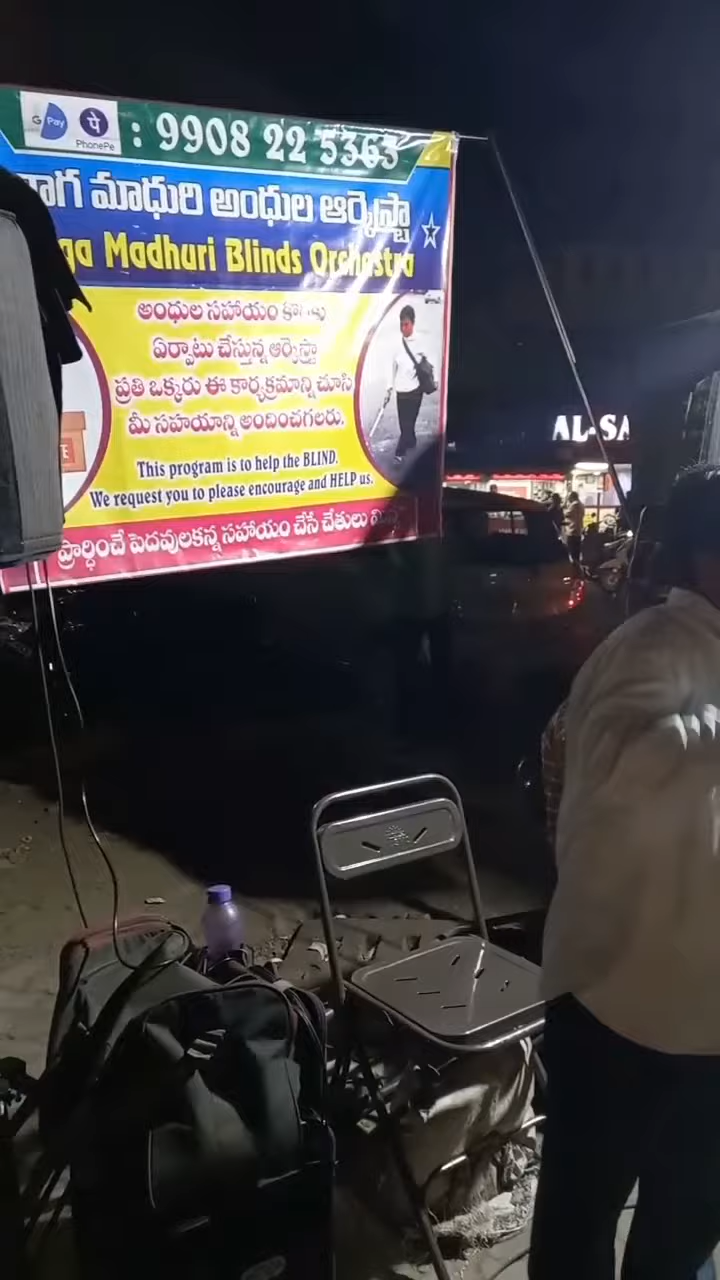 G Pay पे : 9908 22 5363
PhonePe
రాగ మాధురి అంధుల ఆర్కెస్ట్రా
ga Madhuri Blinds Orchestra
అంధుల సహాయం
ఏర్పాటు చేస్తున్న ఆర్కెస్ట్రా
ప్రతి ఒక్కరు ఈ కార్యక్రమాన్ని చూసి
మీ సహయాన్ని అందించగలరు.
This program is to help the BLIND.
We request you to please encourage and HELP us.
ప్రార్ధించే పెదవులకన్న సహాయం చేసే చేతులు
AL-SA